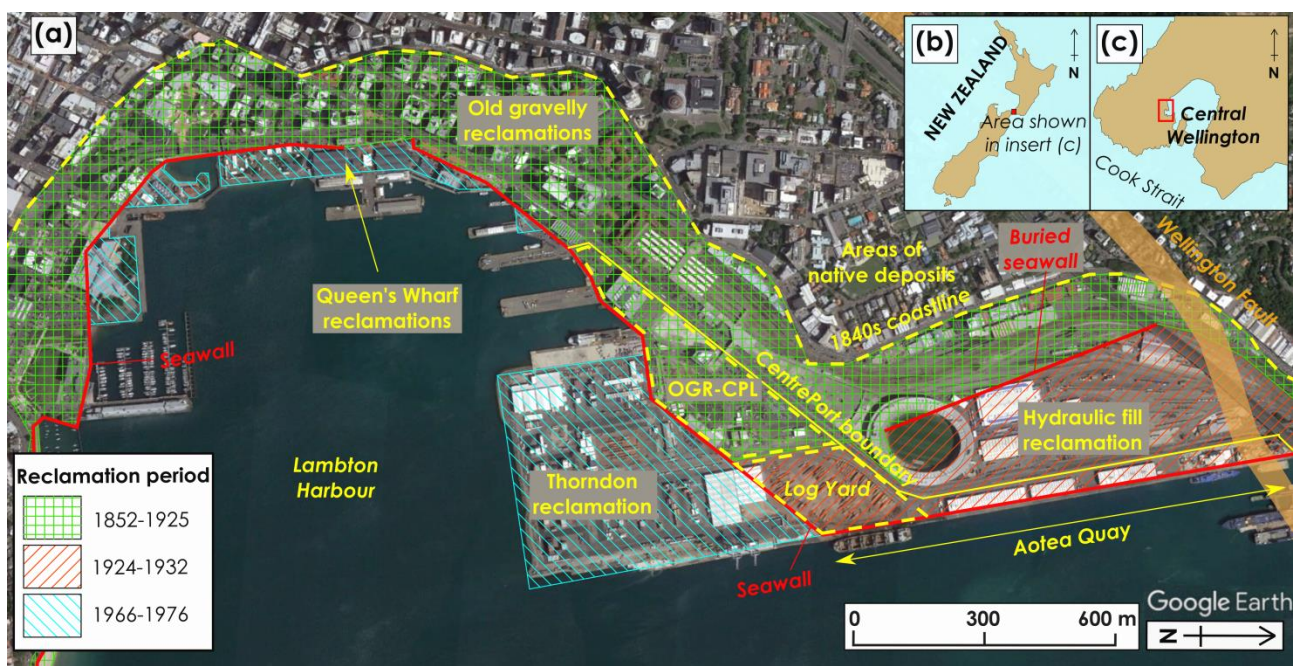 (a)
Old gravelly
reclamations
(b)
NEW ZEALAND
N
Area shown
in insert (c)
(c)
N
Central
Wellington
Cook Strait
Wellington Fault
Areas of
native deposits
1840s coastline
Buried
seawall
Queen's Wharf
reclamations
Seawall
OGR-CPL
CentrePort boundary
Hydraulic fill
reclamation
Lambton
Harbour
Thorndon
reclamation
Log Yard
Aotea Quay
Seawall
Reclamation period
1852-1925
1924-1932
1966-1976
0 300 600 m
Google Earth
N